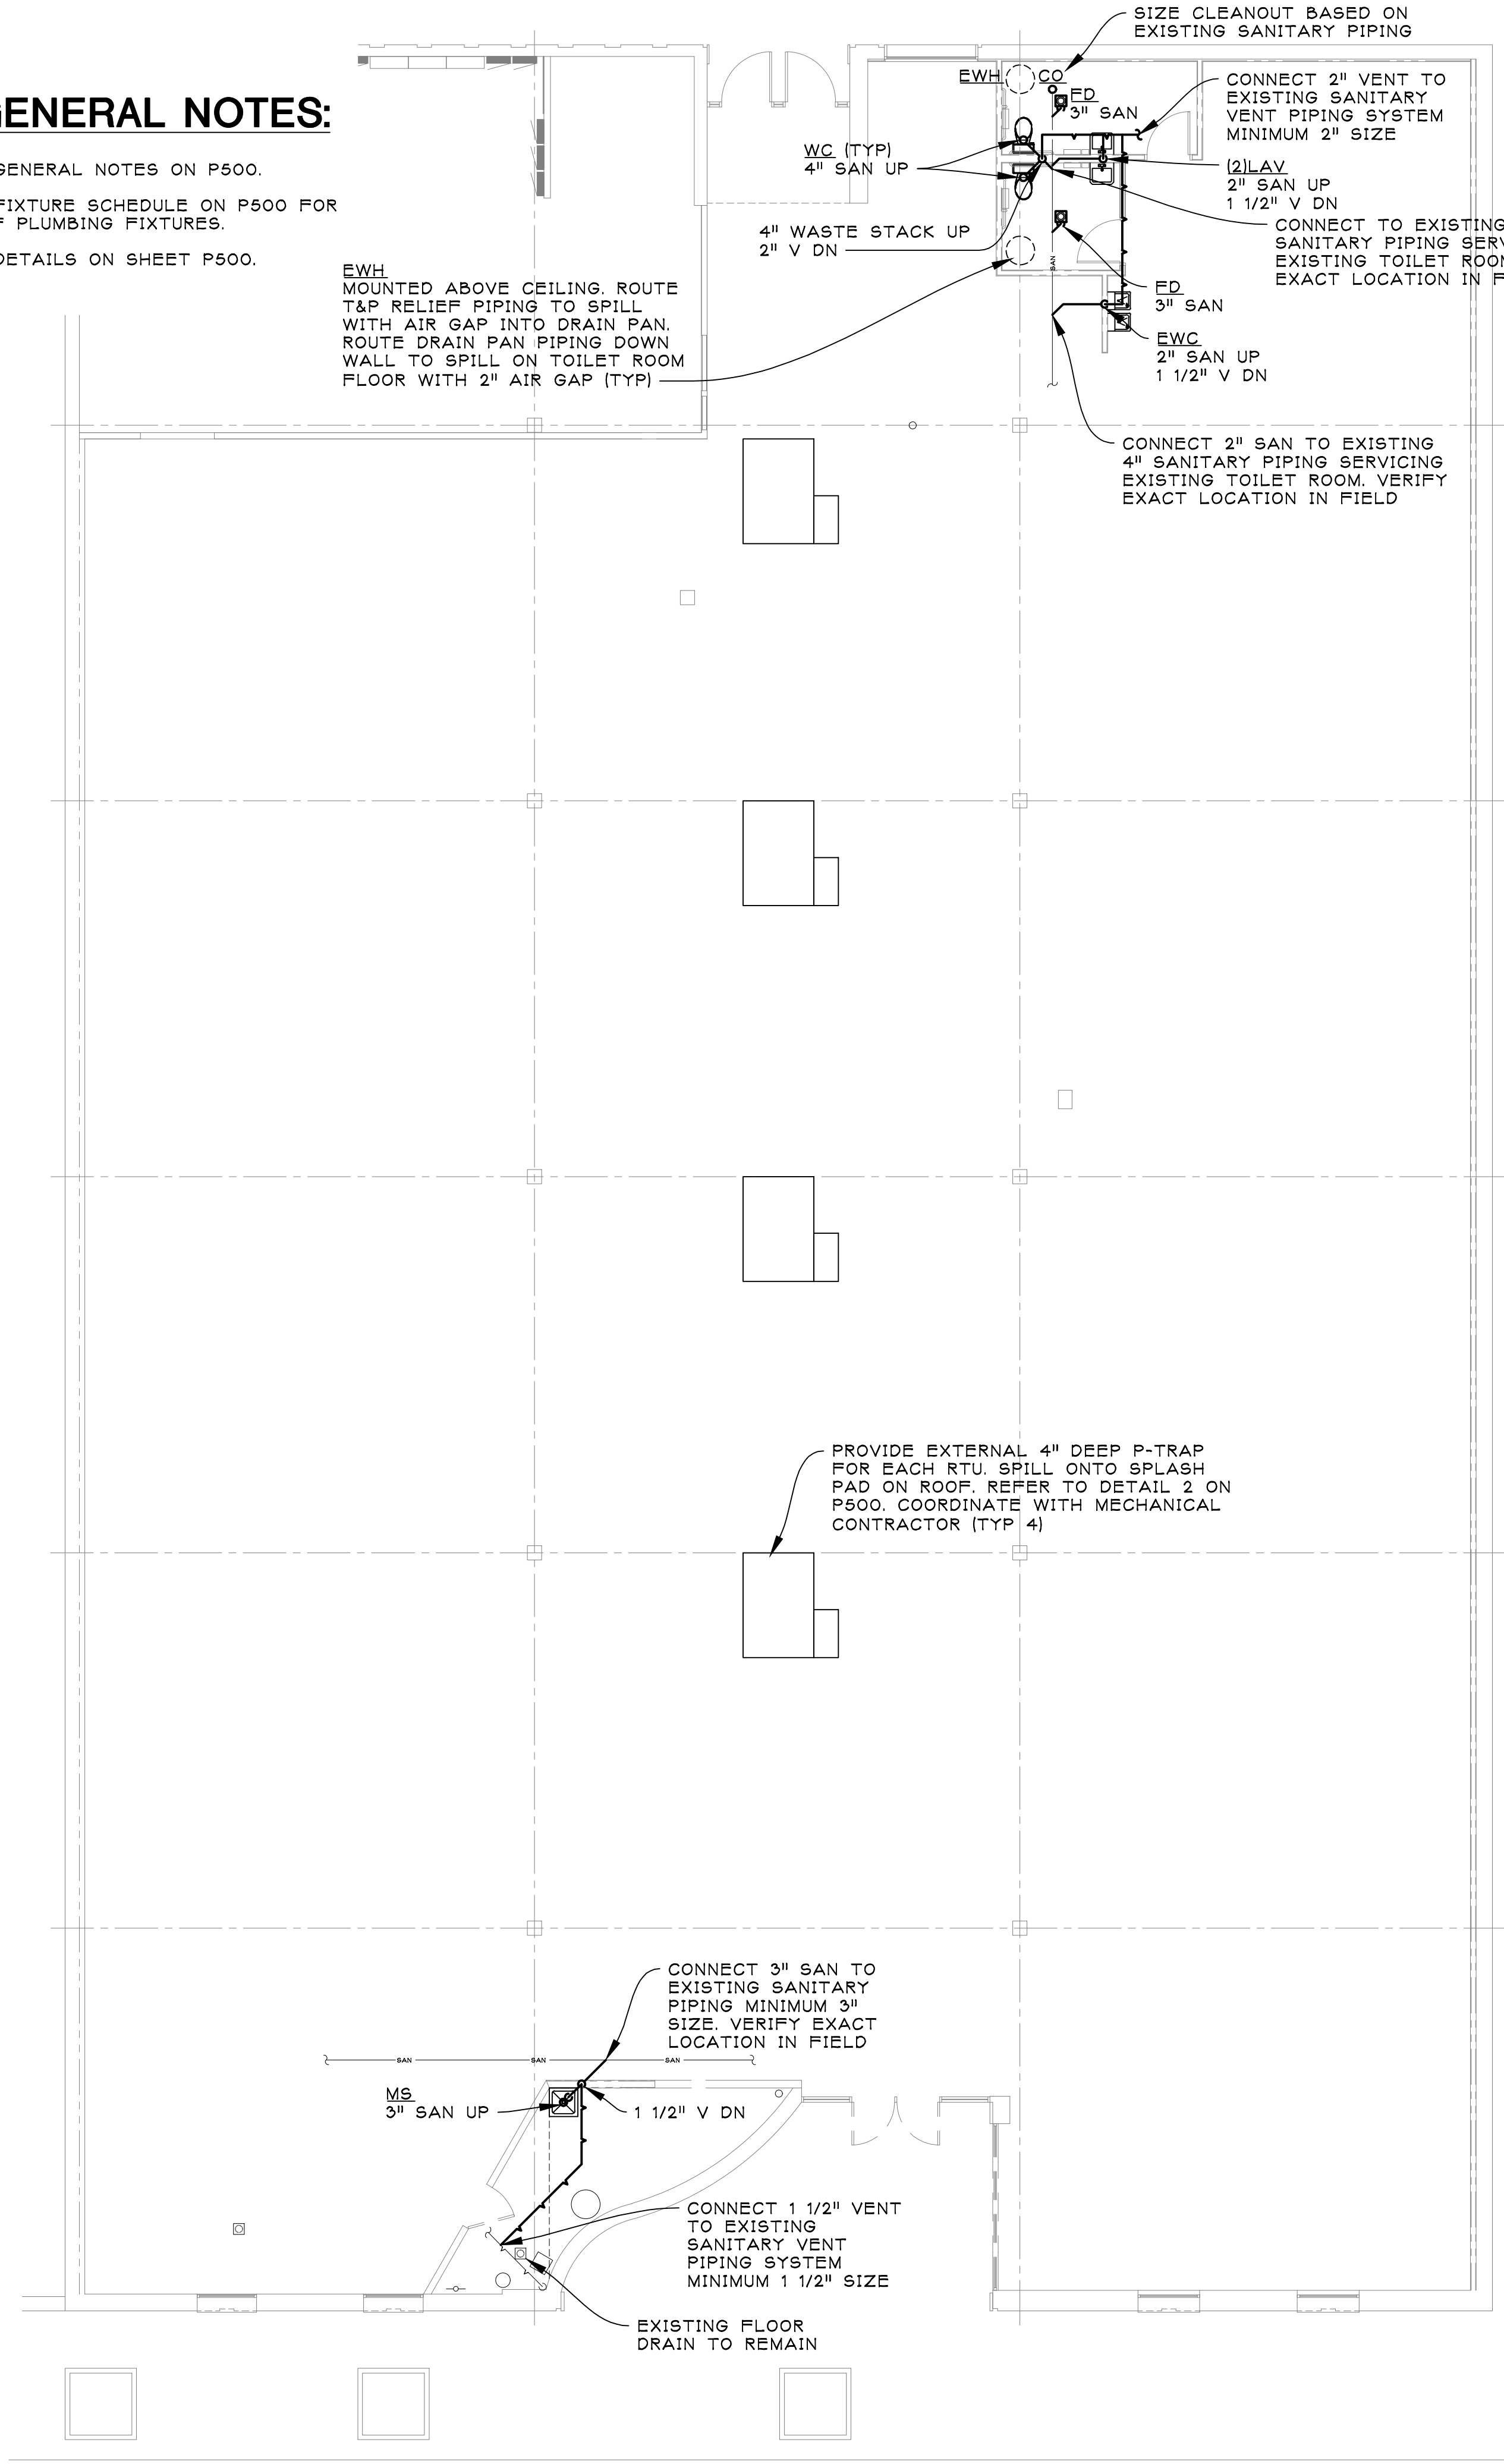 GENERAL NOTES:
GENERAL NOTES ON P500.
FIXTURE SCHEDULE ON P500 FOR
PLUMBING FIXTURES.
DETAILS ON SHEET P500.
SIZE CLEANOUT BASED ON
EXISTING SANITARY PIPING
EWH
CO
FD
3" SAN
CONNECT 2" VENT TO
EXISTING SANITARY
VENT PIPING SYSTEM
MINIMUM 2" SIZE
WC (TYP)
4" SAN UP
(2)LAV
2" SAN UP
1 1/2" V DN
4" WASTE STACK UP
2" V DN
CONNECT TO EXISTING
SANITARY PIPING
EXISTING TOILET
EXACT LOCATION IN
SAN
EWH
MOUNTED ABOVE CEILING. ROUTE
T&P RELIEF PIPING TO SPILL
WITH AIR GAP INTO DRAIN PAN.
ROUTE DRAIN PAN PIPING DOWN
WALL TO SPILL ON TOILET ROOM
FLOOR WITH 2" AIR GAP (TYP)
FD
3" SAN
EWC
2" SAN UP
1 1/2" V DN
CONNECT 2" SAN TO EXISTING
4" SANITARY PIPING SERVICING
EXISTING TOILET ROOM. VERIFY
EXACT LOCATION IN FIELD
PROVIDE EXTERNAL 4" DEEP P-TRAP
FOR EACH RTU. SPILL ONTO SPLASH
PAD ON ROOF. REFER TO DETAIL 2 ON
P500. COORDINATE WITH MECHANICAL
CONTRACTOR (TYP 4)
CONNECT 3" SAN TO
EXISTING SANITARY
PIPING MINIMUM 3"
SIZE. VERIFY EXACT
LOCATION IN FIELD
SAN SAN SAN
MS
3" SAN UP
1 1/2" V DN
CONNECT 1 1/2" VENT
TO EXISTING
SANITARY VENT
PIPING SYSTEM
MINIMUM 1 1/2" SIZE
EXISTING FLOOR
DRAIN TO REMAIN